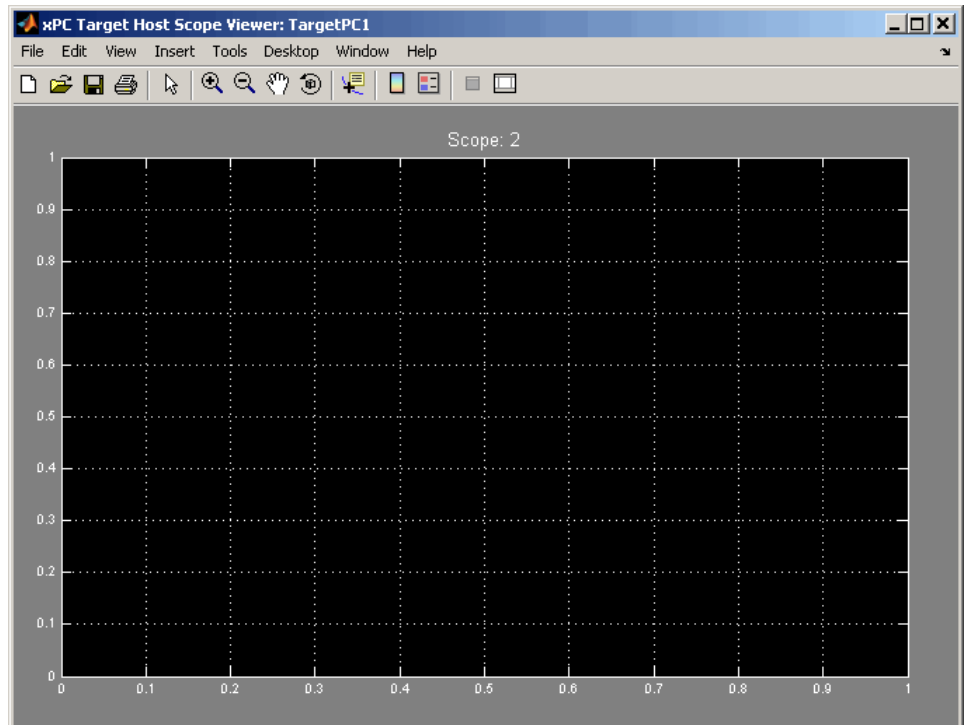 xPC Target Host Scope Viewer: TargetPC1
File Edit View Insert Tools Desktop Window Help
Scope: 2
1
0.9
0.8
0.7
0.6
0.5
0.4
0.3
0.2
0.1
0
0 0.1 0.2 0.3 0.4 0.5 0.6 0.7 0.8 0.9 1